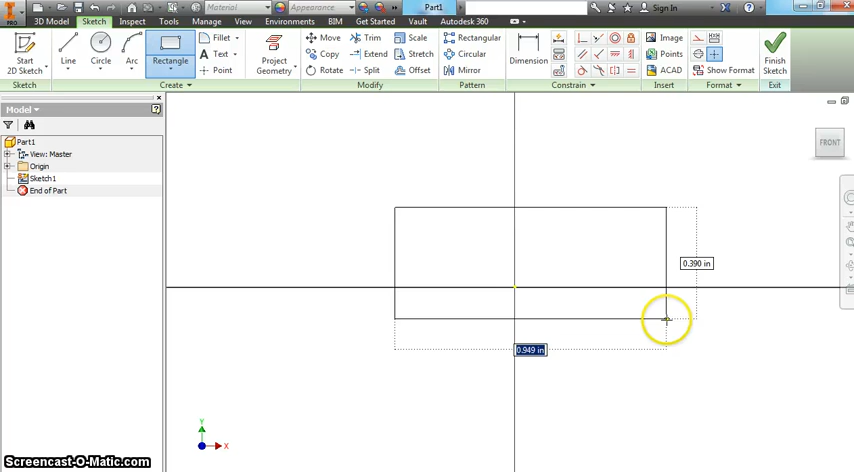 PRO
Material
Appearance
Part1
Sign In
3D Model
Sketch
Inspect
Tools
Manage
View
Environments
BIM
Get Started
Vault
Autodesk 360
Start
2D Sketch
Line
Circle
Arc
Rectangle
Fillet
Text
Point
Project
Geometry
Move
Copy
Rotate
Trim
Extend
Split
Scale
Stretch
Offset
Rectangular
Circular
Mirror
Dimension
Image
Points
ACAD
Show Format
Finish
Sketch
Sketch
Create
Modify
Pattern
Constrain
Insert
Format
Exit
Model
Part1
View: Master
Origin
Sketch1
End of Part
FRONT
0.390 in
0.949 in
Y
X
Screencast-O-Matic.com